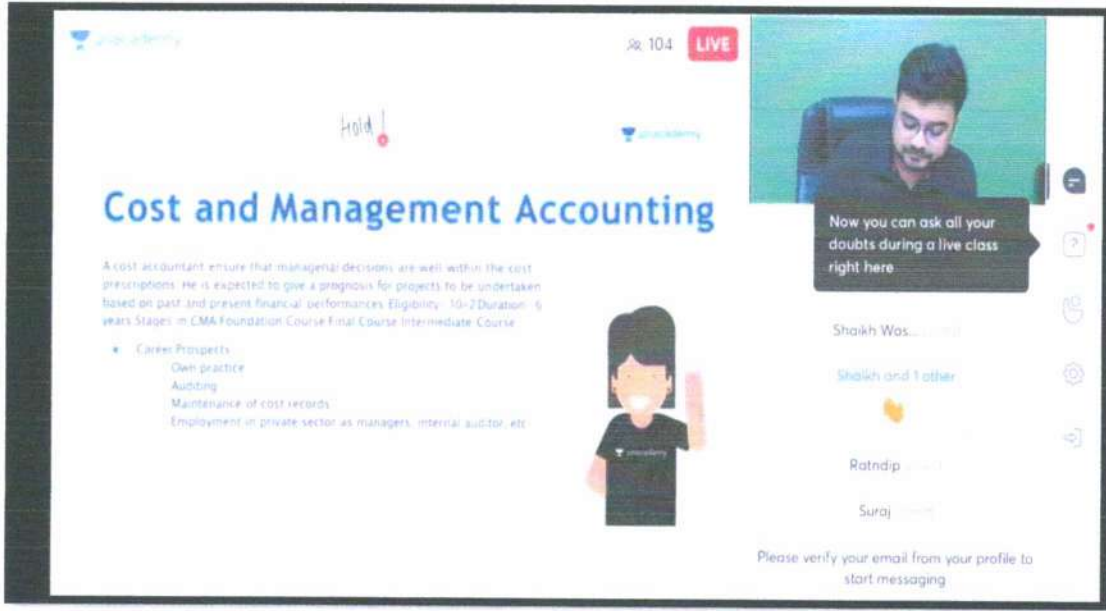 unacademy
104 LIVE
Hold!
unacademy
Cost and Management Accounting
A cost accountant ensure that managerial decisions are well within the cost
prescriptions. He is expected to give a prognosis for projects to be undertaken
based on past and present financial performances Eligibility : 10+2 Duration : 6
years Stages in CMA Foundation Course Final Course Intermediate Course
Career Prospects
Own practice
Auditing
Maintenance of cost records
Employment in private sector as managers, internal auditor, etc
unacademy
Now you can ask all your
doubts during a live class
right here
?
Shaikh Was...
Shaikh and 1 other
Ratndip
Suraj
Please verify your email from your profile to
start messaging